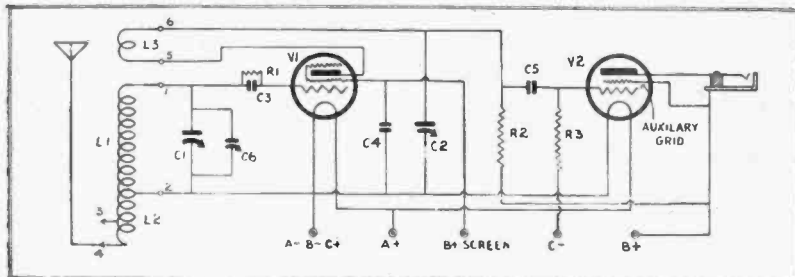 6
L3
5
V1
R1
C3
1
L1
C1
C6
2
3
L2
4
C4
C2
C5
V2
R2
R3
AUXILARY
GRID
A- B- C+
A+
B+ SCREEN
C-
B+